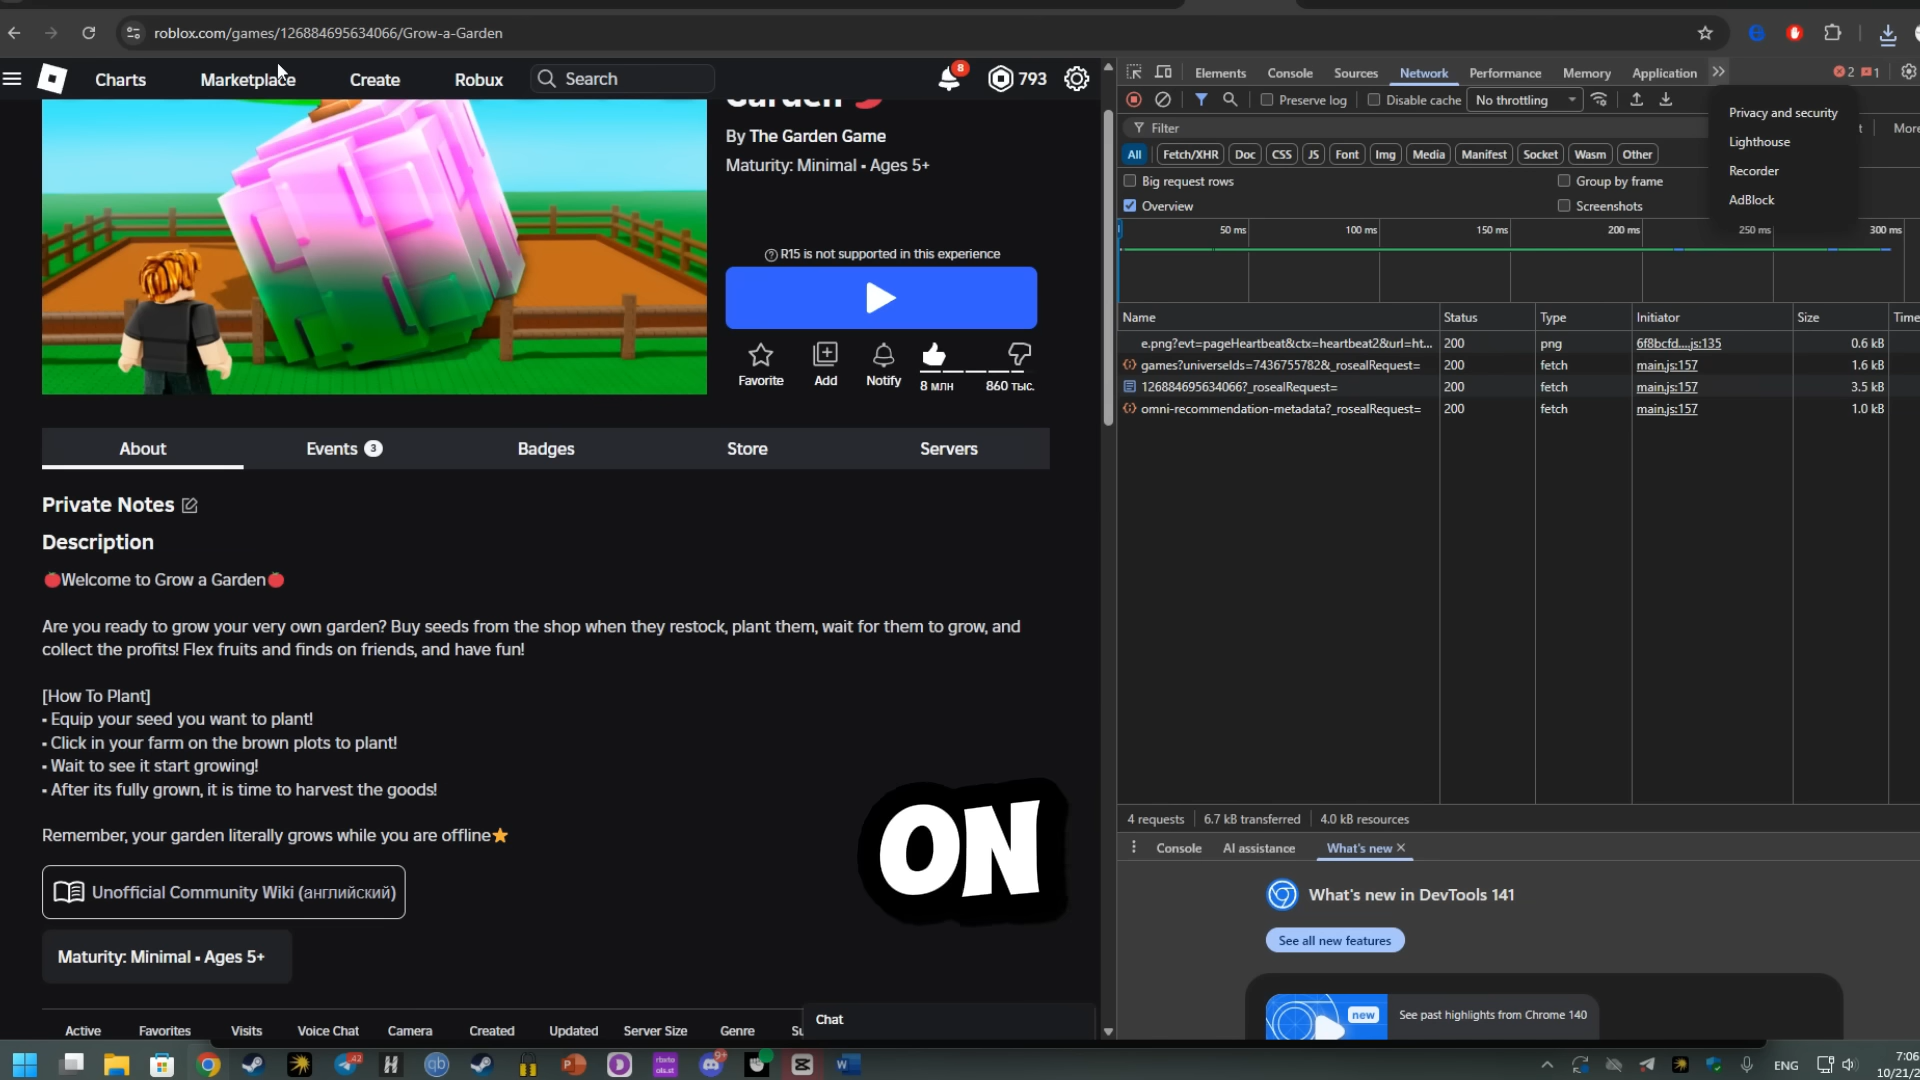 roblox.com/games/126884695634066/Grow-a-Garden
Charts
Marketplace
Create
Robux
Search
8
793
By The Garden Game
Maturity: Minimal • Ages 5+
R15 is not supported in this experience
Favorite
Add
Notify
8 млн
860 тыс.
About
Events 3
Badges
Store
Servers
Private Notes
Description
🍅Welcome to Grow a Garden🍅
Are you ready to grow your very own garden? Buy seeds from the shop when they restock, plant them, wait for them to grow, and
collect the profits! Flex fruits and finds on friends, and have fun!
[How To Plant]
• Equip your seed you want to plant!
• Click in your farm on the brown plots to plant!
• Wait to see it start growing!
• After its fully grown, it is time to harvest the goods!
Remember, your garden literally grows while you are offline⭐
Unofficial Community Wiki (английский)
Maturity: Minimal • Ages 5+
Active
Favorites
Visits
Voice Chat
Camera
Created
Updated
Server Size
Genre
Chat
ON
Elements
Console
Sources
Network
Performance
Memory
Application
2
1
Preserve log
Disable cache
No throttling
Privacy and security
Lighthouse
Recorder
AdBlock
Filter
More
All
Fetch/XHR
Doc
CSS
JS
Font
Img
Media
Manifest
Socket
Wasm
Other
Big request rows
Group by frame
Overview
Screenshots
50 ms
100 ms
150 ms
200 ms
250 ms
300 ms
Name Status Type Initiator Size Time
e.png?evt=pageHeartbeat&ctx=heartbeat2&url=ht... 200 png 6f8bcfd....js:135 0.6 kB
games?universeIds=7436755782&_rosealRequest= 200 fetch main.js:157 1.6 kB
126884695634066?_rosealRequest= 200 fetch main.js:157 3.5 kB
omni-recommendation-metadata?_rosealRequest= 200 fetch main.js:157 1.0 kB
4 requests
6.7 kB transferred
4.0 kB resources
Console
AI assistance
What's new
What's new in DevTools 141
See all new features
new
See past highlights from Chrome 140
42
9+
ENG
7:06
10/21/2